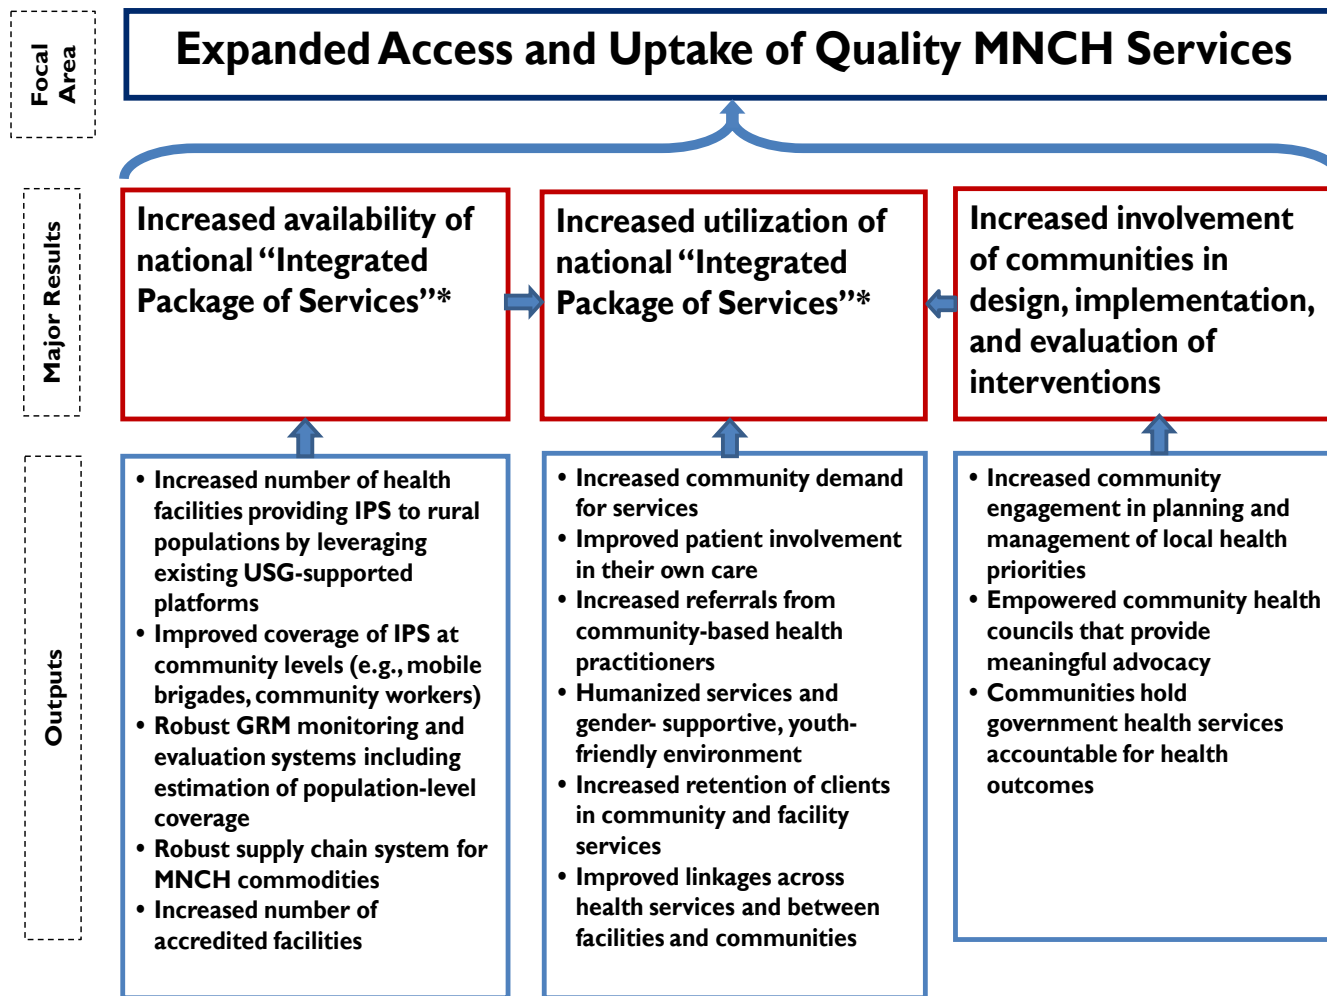 Focal
Area
Expanded Access and Uptake of Quality MNCH Services
Major Results
Increased availability of
national “Integrated
Package of Services”*
Increased utilization of
national “Integrated
Package of Services”*
Increased involvement
of communities in
design, implementation,
and evaluation of
interventions
Outputs
• Increased number of health
facilities providing IPS to rural
populations by leveraging
existing USG-supported
platforms
• Improved coverage of IPS at
community levels (e.g., mobile
brigades, community workers)
• Robust GRM monitoring and
evaluation systems including
estimation of population-level
coverage
• Robust supply chain system for
MNCH commodities
• Increased number of
accredited facilities
• Increased community demand
for services
• Improved patient involvement
in their own care
• Increased referrals from
community-based health
practitioners
• Humanized services and
gender- supportive, youth-
friendly environment
• Increased retention of clients
in community and facility
services
• Improved linkages across
health services and between
facilities and communities
• Increased community
engagement in planning and
management of local health
priorities
• Empowered community health
councils that provide
meaningful advocacy
• Communities hold
government health services
accountable for health
outcomes